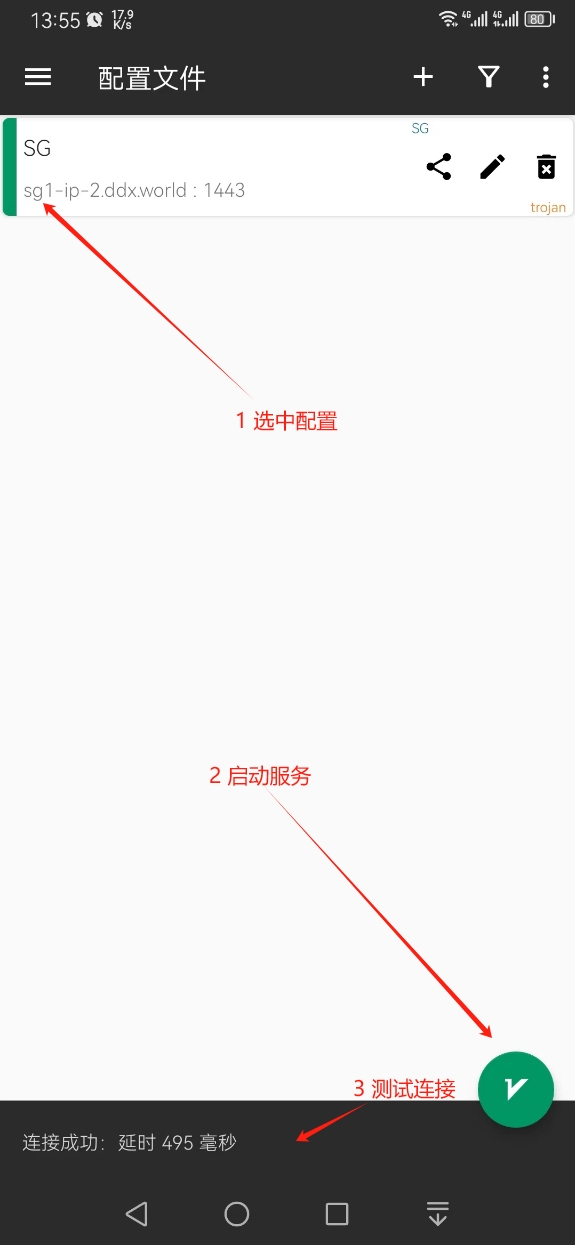 13:55 17.9 K/s 4G 4G 80
配置文件
SG
SG
sg1-ip-2.ddx.world : 1443
trojan
1 选中配置
2 启动服务
3 测试连接
连接成功：延时 495 毫秒